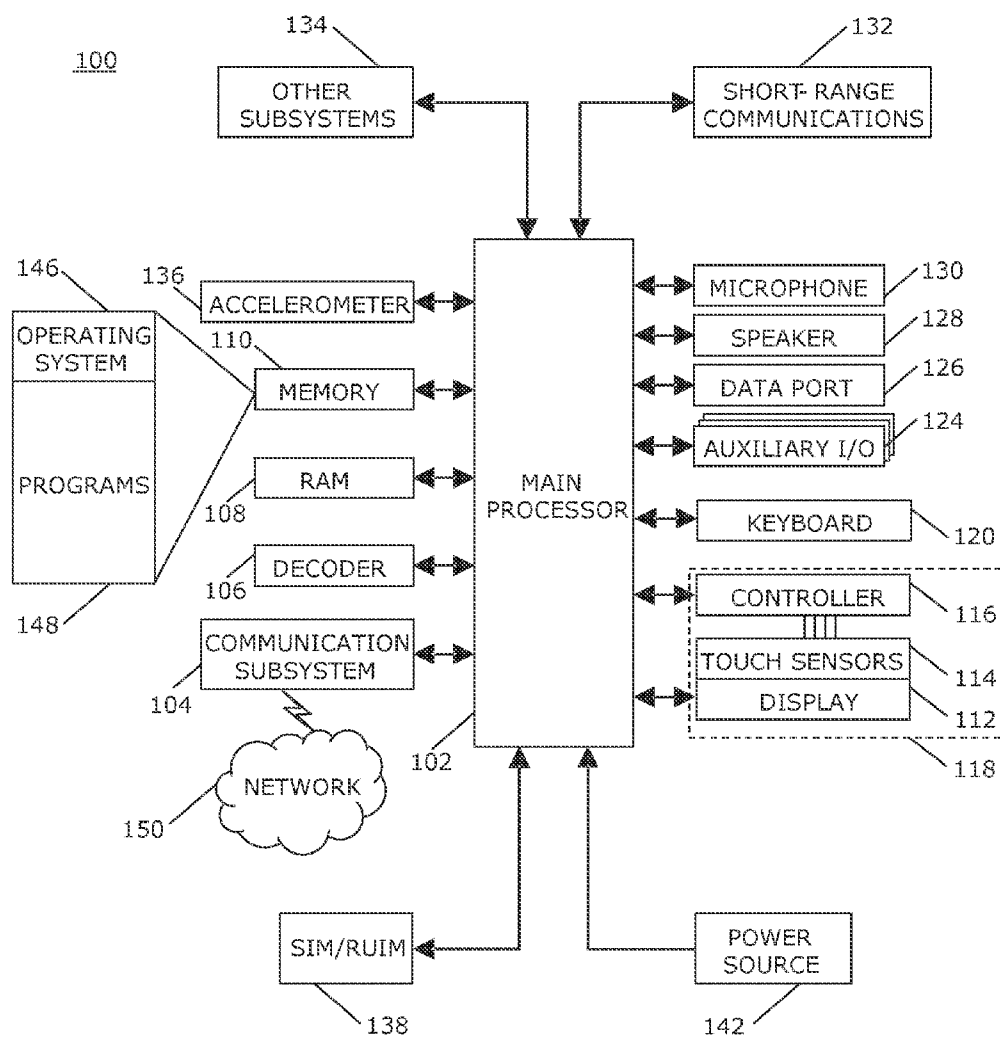 134
132
100
OTHER
SUBSYSTEMS
SHORT-RANGE
COMMUNICATIONS
146
136
ACCELEROMETER
MICROPHONE
130
OPERATING
SYSTEM
110
SPEAKER
128
MEMORY
DATA PORT
126
124
AUXILIARY I/O
PROGRAMS
RAM
MAIN
PROCESSOR
108
KEYBOARD
120
DECODER
106
CONTROLLER
116
148
COMMUNICATION
SUBSYSTEM
TOUCH SENSORS
114
104
DISPLAY
112
102
118
NETWORK
150
SIM/RUIM
POWER
SOURCE
138
142